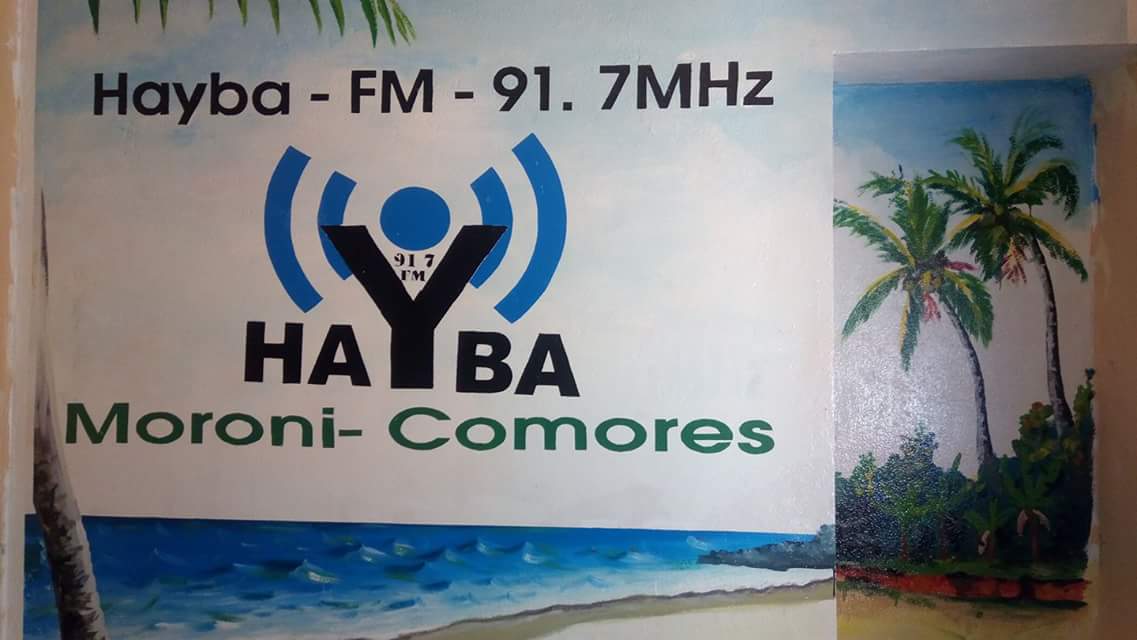 Hayba - FM - 91. 7MHz
91 7
FM
HAYBA
Moroni- Comores